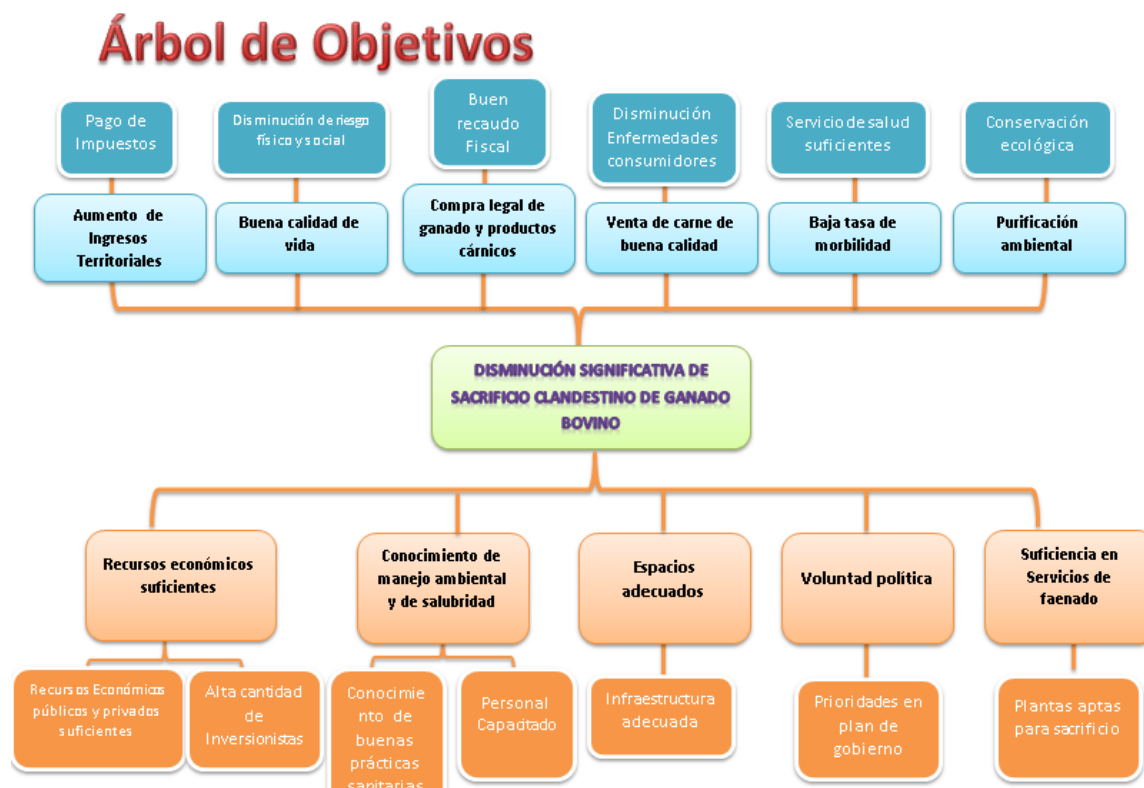 Árbol de Objetivos
Pago de
Impuestos
Disminución de riesgo
físico y social
Buen
recaudo
Fiscal
Disminución
Enfermedades
consumidores
Servicio de salud
suficientes
Conservación
ecológica
Aumento de
Ingresos
Territoriales
Buena calidad de
vida
Compra legal de
ganado y productos
cárnicos
Venta de carne de
buena calidad
Baja tasa de
morbilidad
Purificación
ambiental
DISMINUCIÓN SIGNIFICATIVA DE
SACRIFICIO CLANDESTINO DE GANADO
BOVINO
Recursos económicos
suficientes
Conocimiento de
manejo ambiental
y de salubridad
Espacios
adecuados
Voluntad política
Suficiencia en
Servicios de
faenado
Recursos Económicos
públicos y privados
suficientes
Alta cantidad
de
Inversionistas
Conocimie
nto de
buenas
prácticas
sanitarias
Personal
Capacitado
Infraestructura
adecuada
Prioridades en
plan de
gobierno
Plantas aptas
para sacrificio